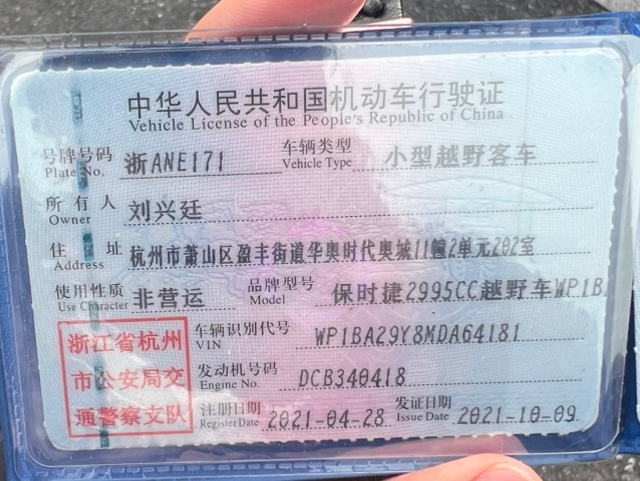 中华人民共和国机动车行驶证
Vehicle License of the People's Republic of China
号牌号码 浙ANE171 车辆类型 小型越野客车
Plate No. Vehicle Type
所有人 刘兴廷
Owner
住址 杭州市萧山区盈丰街道华奥时代奥城11幢2单元202室
Address
使用性质 非营运 品牌型号 保时捷2995CC越野车WP1B
Use Character Model
浙江省杭州 车辆识别代号 WP1BA29Y8MDA64181
VIN
市公安局交 发动机号码 DCB340418
Engine No.
通警察支队 注册日期 2021-04-28 发证日期 2021-10-09
Register Date Issue Date